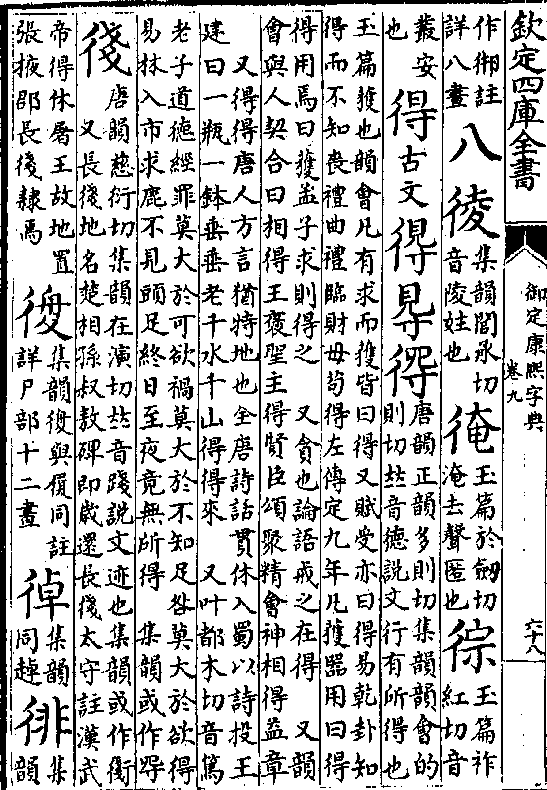 欽定四庫全書
御定康熙字典
卷九
六十八
作御註
詳八畫
八
集韻閭承切
音陵姓也
㣣
玉篇於劒切
淹去聲匿也
徖
玉篇祚
紅切音
叢安
也
得
古文
唐韻正韻多則切集韻韻會的
則切𠀤音德說文行有所得也
玉篇獲也韻會凡有求而獲皆曰得又賦受亦曰得易乾卦知
得而不知喪禮曲禮臨財毋茍得左傳定九年凡獲器用曰得
得用焉曰獲孟子求則得之 又貪也論語戒之在得 又韻
會與人契合曰相得王褒聖主得賢臣頌聚精會神相得益章
又得得唐人方言猶特地也全唐詩話貫休入蜀以詩投王
建曰一瓶一鉢垂垂老千水千山得得來 又叶都木切音篤
老子道德經罪莫大於可欲禍莫大於不知足咎莫大於欲得
易林入市求鹿不見頭足終日至夜竟無所得 集韻或作㝵
㣤
唐韻慈衍切集韻在演切𠀤音踐說文迹也集韻或作衘
又長㣤地名楚相孫叔敖碑即歲還長㣤太守註漢武
帝得休屠王故地置
張掖郡長㣤隸焉
集韻復與履同註
詳尸部十二畫
集韻
同趠
徘
集
韻